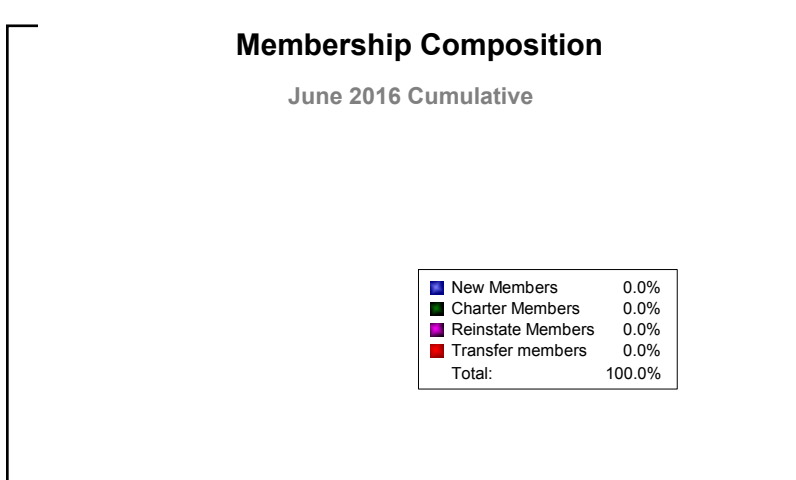 Membership Composition
June 2016 Cumulative
New Members 0.0%
Charter Members 0.0%
Reinstate Members 0.0%
Transfer members 0.0%
Total: 100.0%